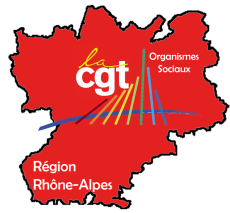 la
cgt
Organismes
Sociaux
Région
Rhône-Alpes